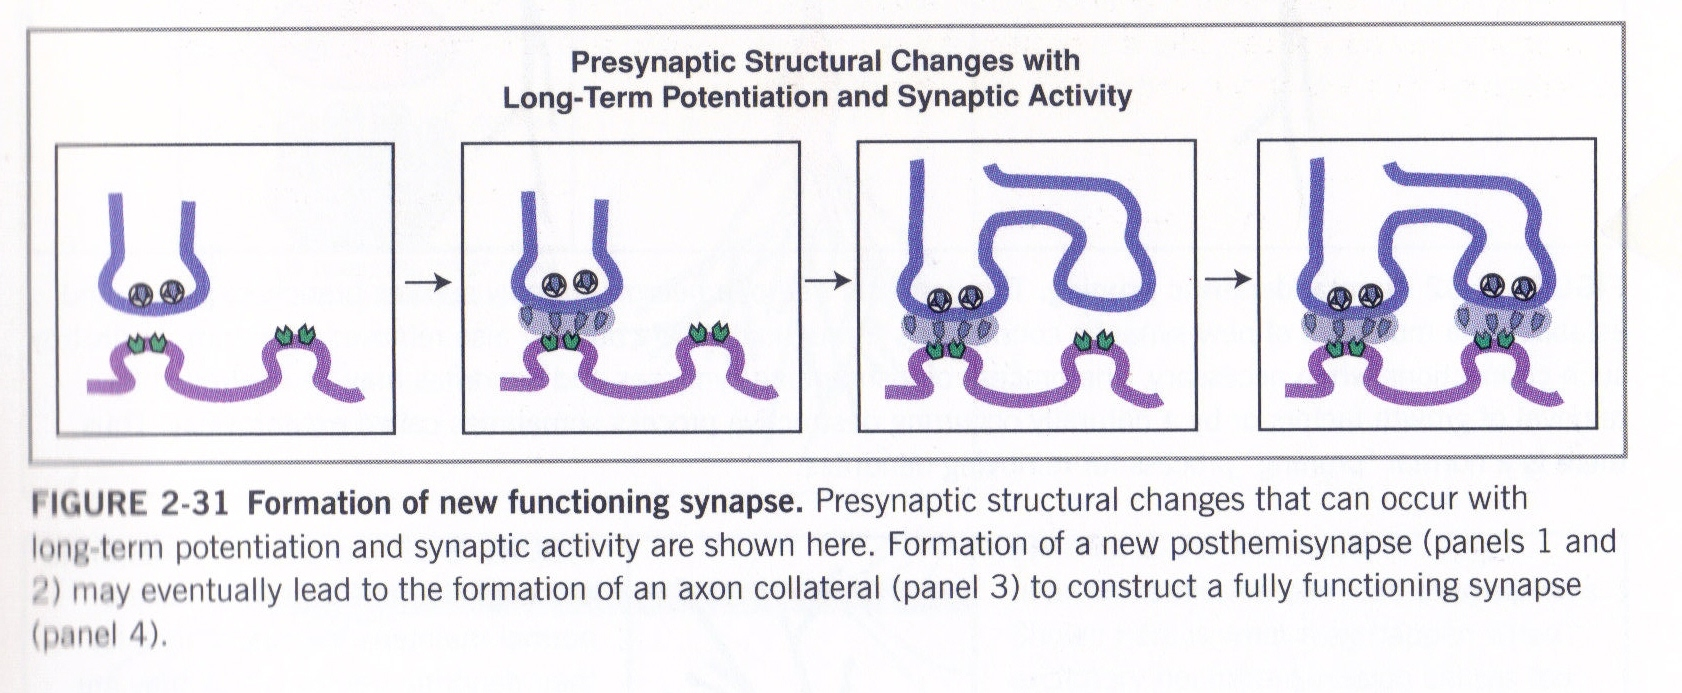 Presynaptic Structural Changes with
Long-Term Potentiation and Synaptic Activity
FIGURE 2-31 Formation of new functioning synapse. Presynaptic structural changes that can occur with
long-term potentiation and synaptic activity are shown here. Formation of a new posthemisynapse (panels 1 and
2) may eventually lead to the formation of an axon collateral (panel 3) to construct a fully functioning synapse
(panel 4).